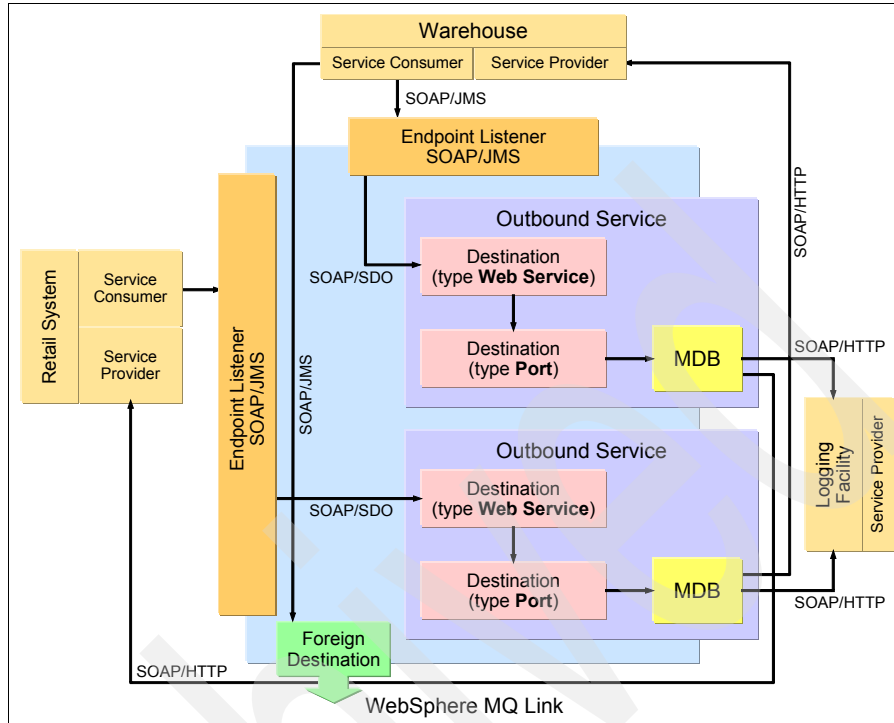 Warehouse
Service Consumer
Service Provider
SOAP/JMS
Endpoint Listener
SOAP/JMS
Outbound Service
Destination
(type Web Service)
SOAP/SDO
Destination
(type Port)
MDB
SOAP/HTTP
SOAP/HTTP
Retail System
Service
Consumer
Service
Provider
Endpoint Listener
SOAP/JMS
SOAP/JMS
Logging
Facility
Service Provider
Outbound Service
Destination
(type Web Service)
SOAP/SDO
Destination
(type Port)
MDB
SOAP/HTTP
Foreign
Destination
SOAP/HTTP
WebSphere MQ Link